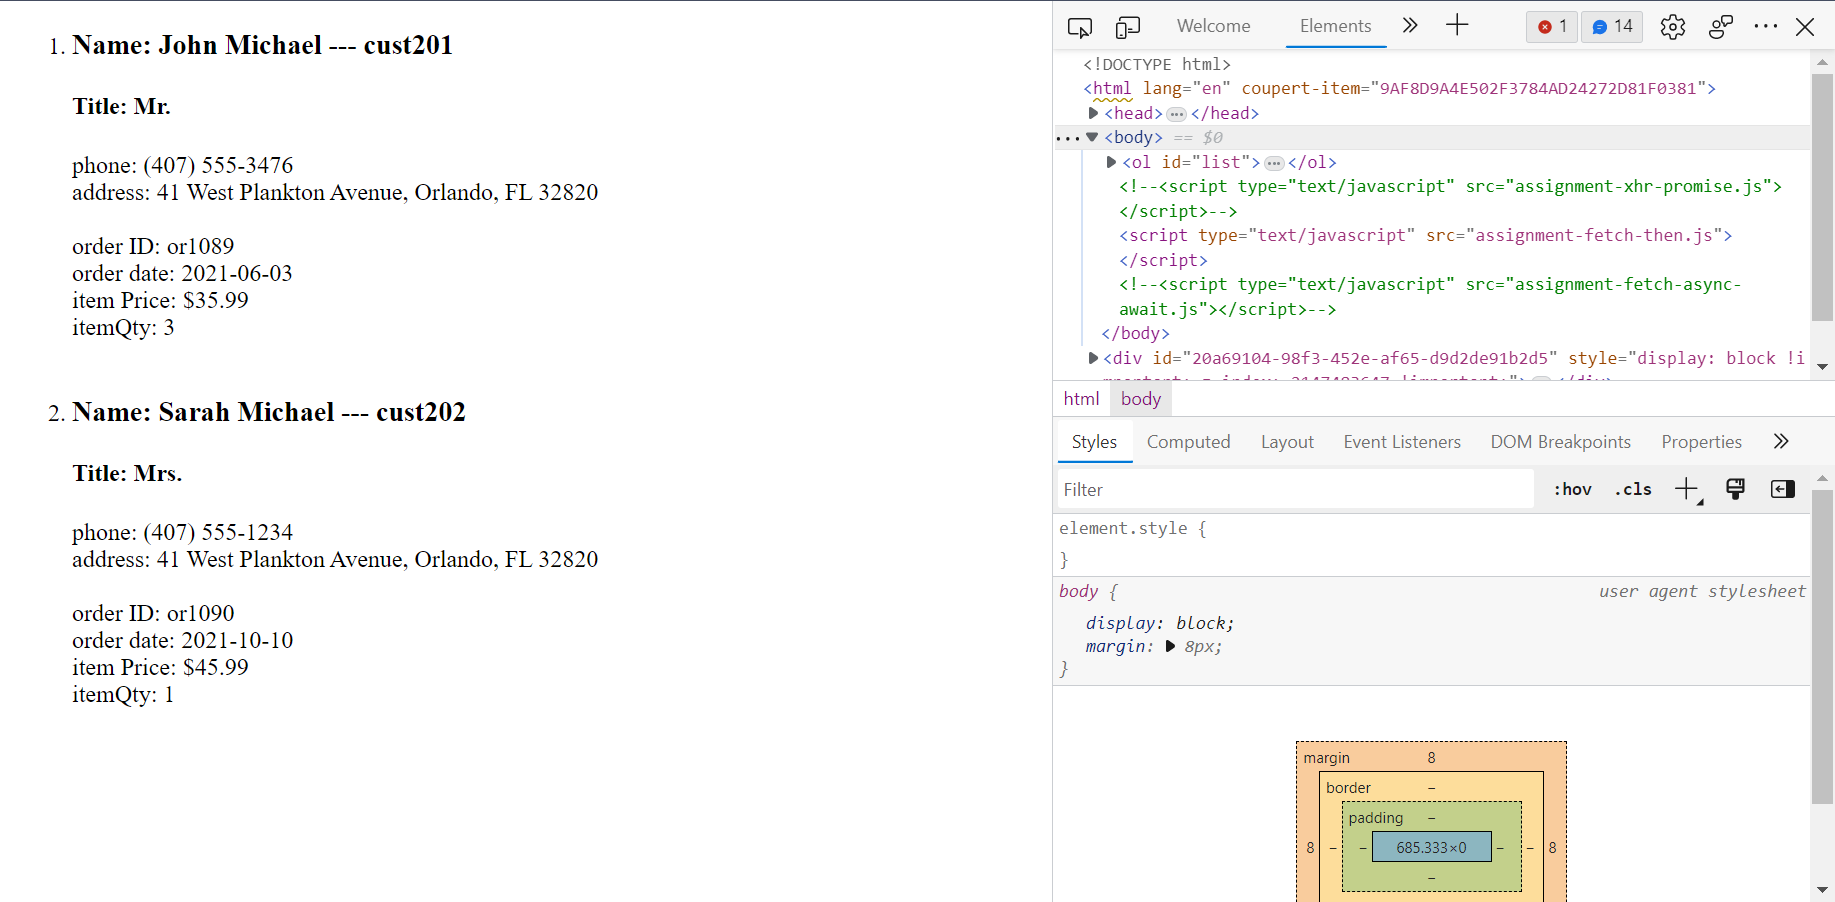 1. Name: John Michael --- cust201
Title: Mr.
phone: (407) 555-3476
address: 41 West Plankton Avenue, Orlando, FL 32820
order ID: or1089
order date: 2021-06-03
item Price: $35.99
itemQty: 3
2. Name: Sarah Michael --- cust202
Title: Mrs.
phone: (407) 555-1234
address: 41 West Plankton Avenue, Orlando, FL 32820
order ID: or1090
order date: 2021-10-10
item Price: $45.99
itemQty: 1
Welcome Elements 1 14
<!DOCTYPE html>
<html lang="en" coupert-item="9AF8D9A4E502F3784AD24272D81F0381">
<head>…</head>
<body> == $0
<ol id="list">…</ol>
<!--<script type="text/javascript" src="assignment-xhr-promise.js">
</script>-->
<script type="text/javascript" src="assignment-fetch-then.js">
</script>
<!--<script type="text/javascript" src="assignment-fetch-async-
await.js"></script>-->
</body>
<div id="20a69104-98f3-452e-af65-d9d2de91b2d5" style="display: block !i
html body
Styles Computed Layout Event Listeners DOM Breakpoints Properties
Filter :hov .cls
element.style {
}
body { user agent stylesheet
display: block;
margin: 8px;
}
margin 8
border –
padding –
8 – – 685.333×0 – – 8
–